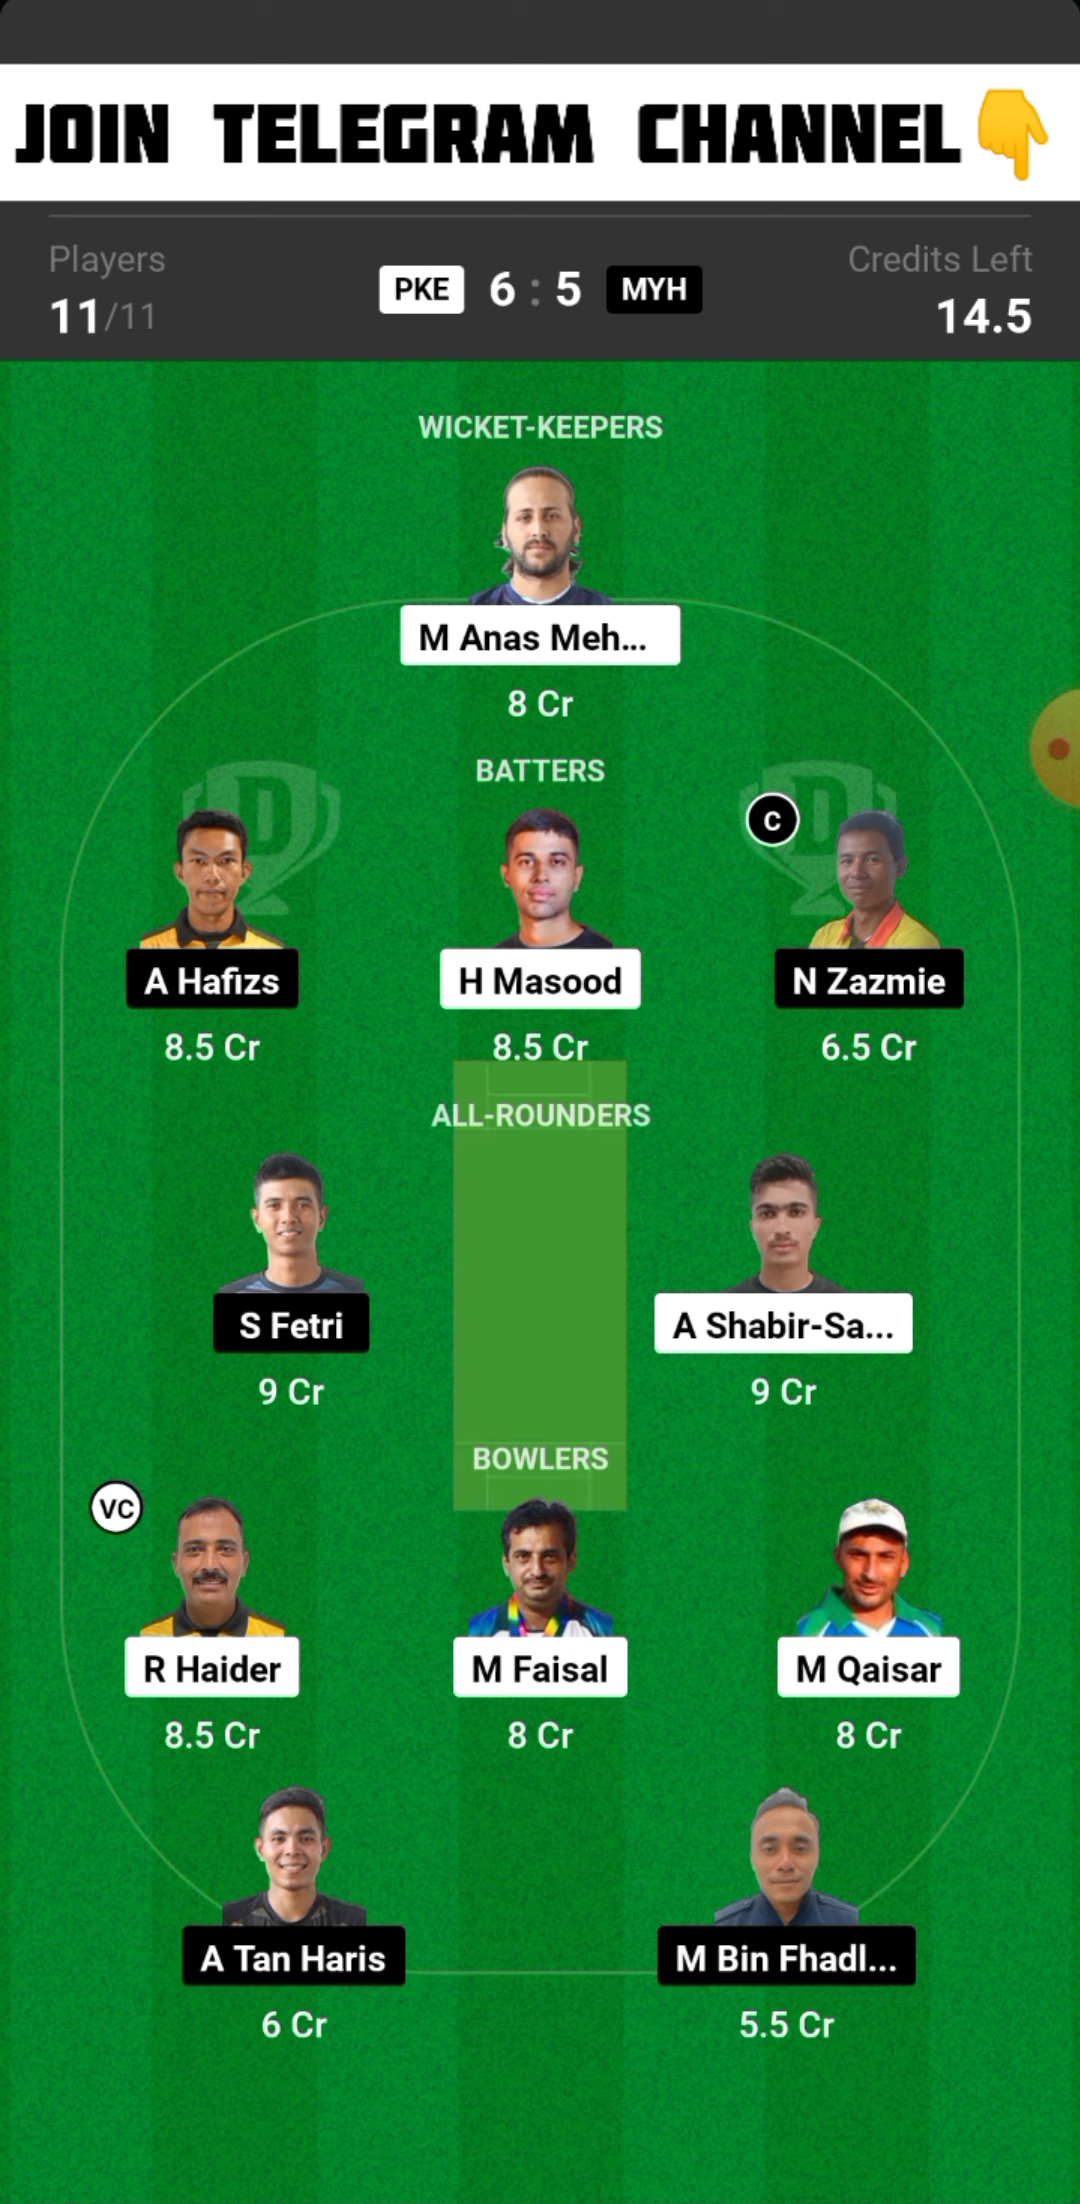 JOIN TELEGRAM CHANNEL👇
Players
11/11
PKE 6 : 5 MYH
Credits Left
14.5
WICKET-KEEPERS
M Anas Meh...
8 Cr
BATTERS
C
A Hafizs H Masood N Zazmie
8.5 Cr 8.5 Cr 6.5 Cr
ALL-ROUNDERS
S Fetri A Shabir-Sa...
9 Cr 9 Cr
BOWLERS
VC
R Haider M Faisal M Qaisar
8.5 Cr 8 Cr 8 Cr
A Tan Haris M Bin Fhadl...
6 Cr 5.5 Cr